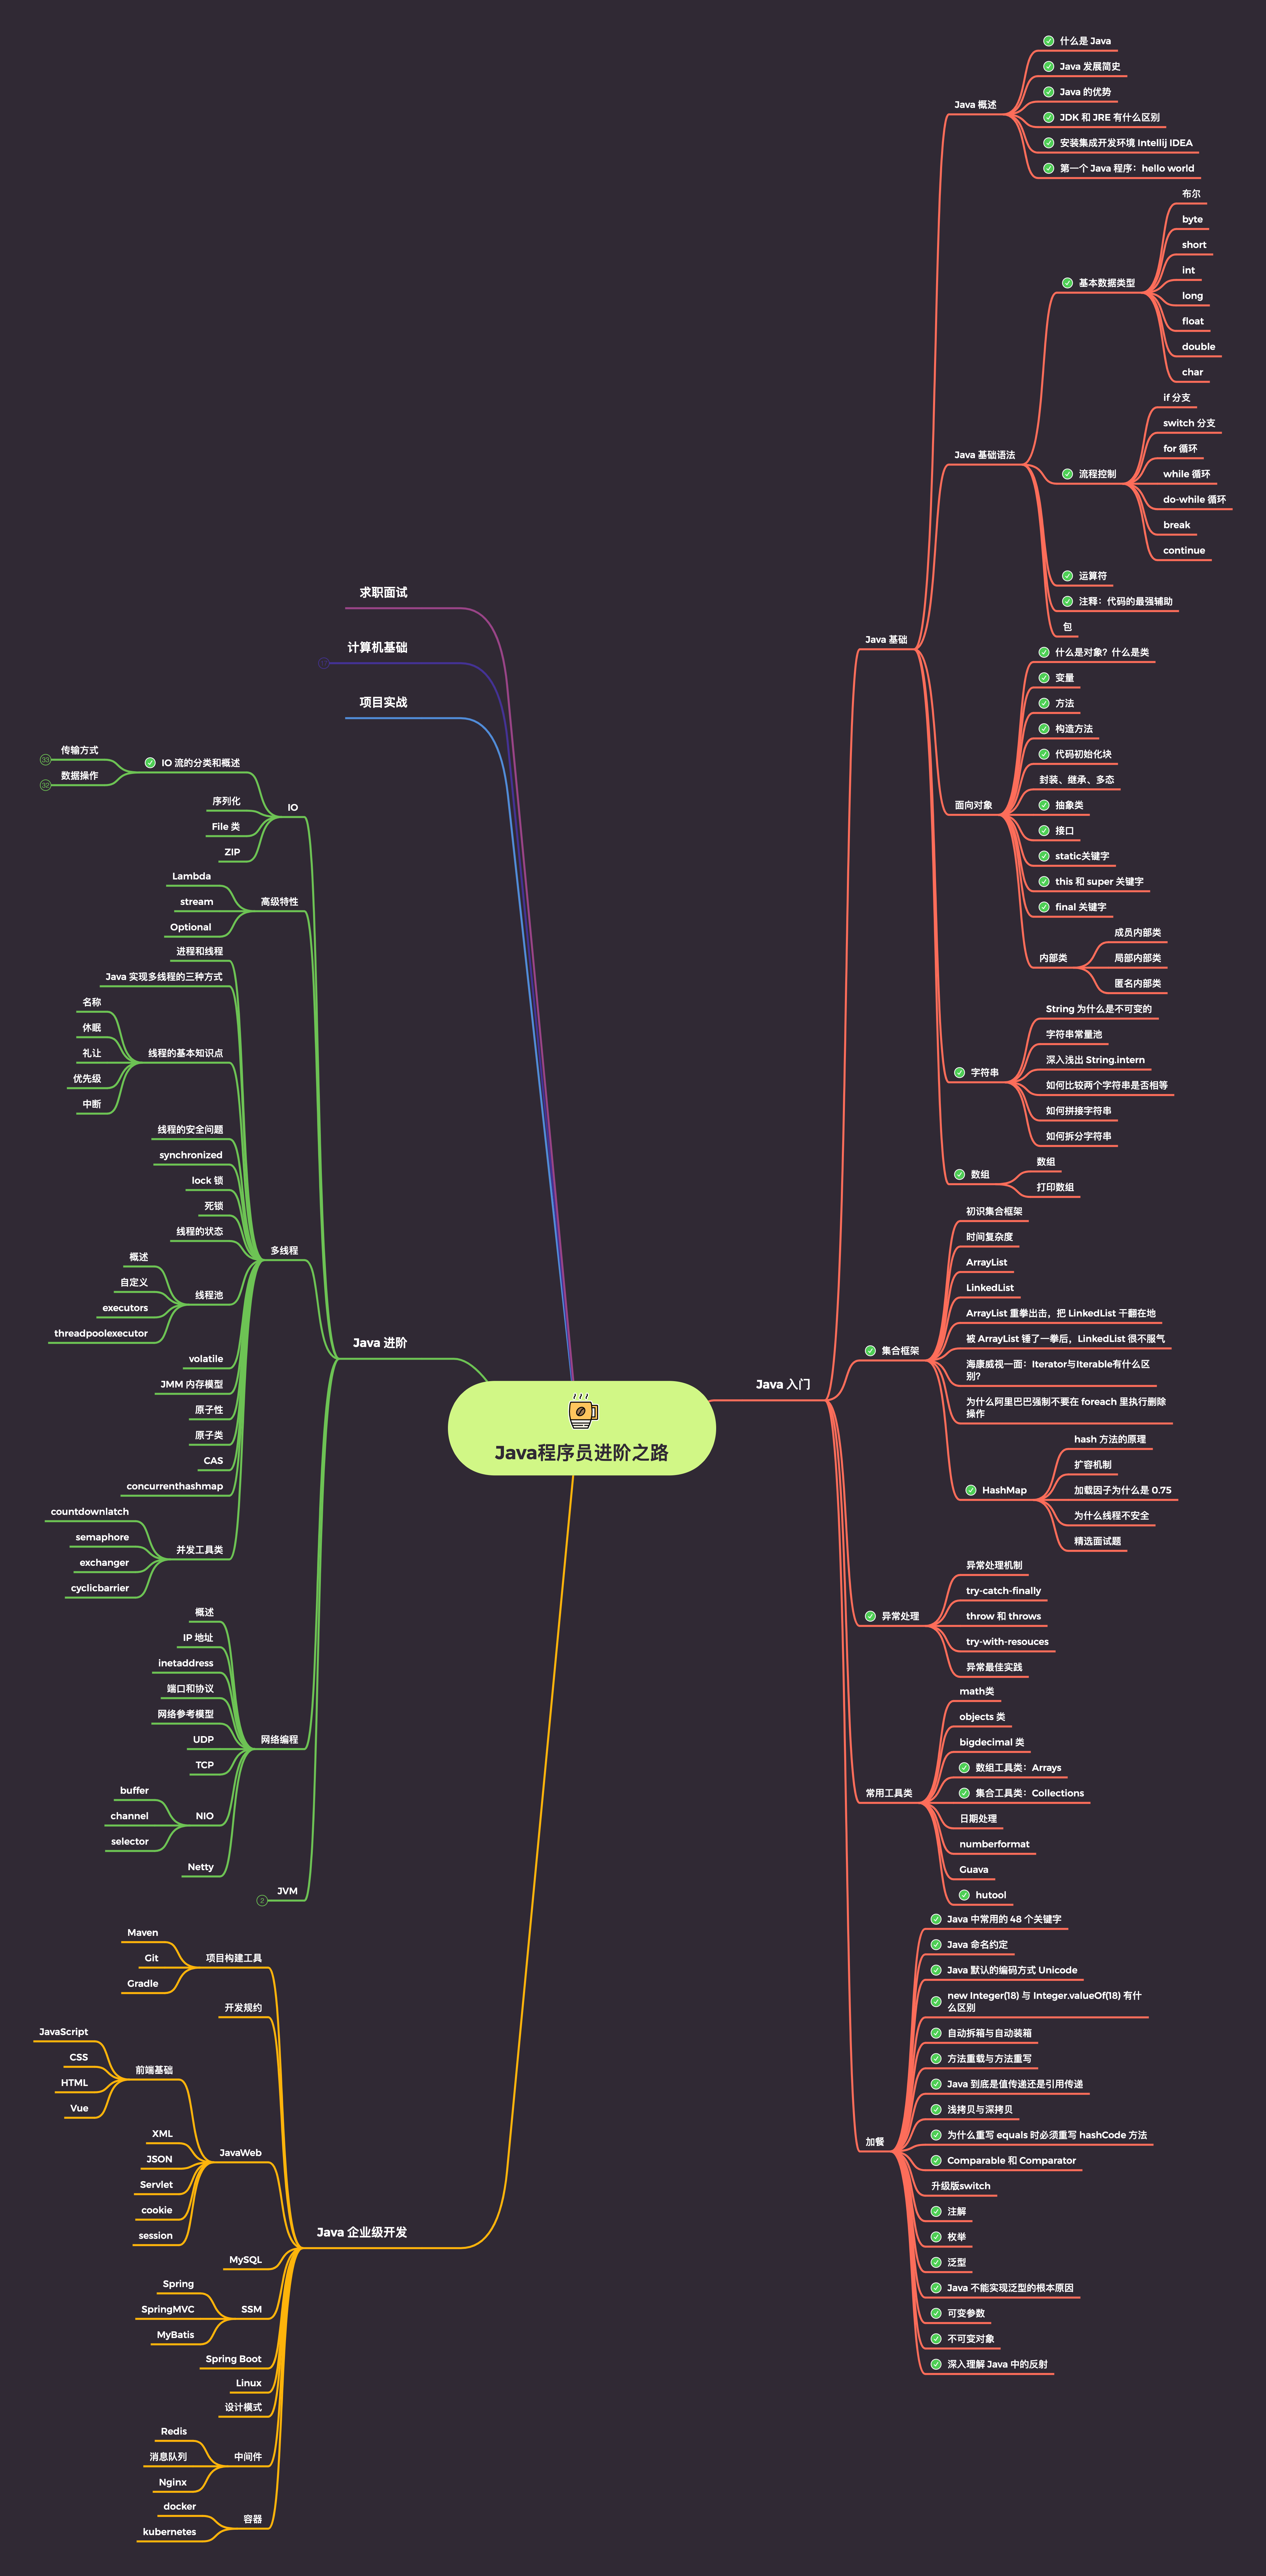 Java程序员进阶之路
Java 入门
Java 基础
Java 概述
什么是 Java
Java 发展简史
Java 的优势
JDK 和 JRE 有什么区别
安装集成开发环境 Intellij IDEA
第一个 Java 程序：hello world
Java 基础语法
基本数据类型
布尔
byte
short
int
long
float
double
char
流程控制
if 分支
switch 分支
for 循环
while 循环
do-while 循环
break
continue
运算符
注释：代码的最强辅助
包
面向对象
什么是对象？什么是类
变量
方法
构造方法
代码初始化块
封装、继承、多态
抽象类
接口
static关键字
this 和 super 关键字
final 关键字
内部类
成员内部类
局部内部类
匿名内部类
字符串
String 为什么是不可变的
字符串常量池
深入浅出 String.intern
如何比较两个字符串是否相等
如何拼接字符串
如何拆分字符串
数组
数组
打印数组
集合框架
初识集合框架
时间复杂度
ArrayList
LinkedList
ArrayList 重拳出击，把 LinkedList 干翻在地
被 ArrayList 锤了一拳后，LinkedList 很不服气
海康威视一面：Iterator与Iterable有什么区
别？
为什么阿里巴巴强制不要在 foreach 里执行删除
操作
HashMap
hash 方法的原理
扩容机制
加载因子为什么是 0.75
为什么线程不安全
精选面试题
异常处理
异常处理机制
try-catch-finally
throw 和 throws
try-with-resouces
异常最佳实践
常用工具类
math类
objects 类
bigdecimal 类
数组工具类：Arrays
集合工具类：Collections
日期处理
numberformat
Guava
hutool
加餐
Java 中常用的 48 个关键字
Java 命名约定
Java 默认的编码方式 Unicode
new Integer(18) 与 Integer.valueOf(18) 有什
么区别
自动拆箱与自动装箱
方法重载与方法重写
Java 到底是值传递还是引用传递
浅拷贝与深拷贝
为什么重写 equals 时必须重写 hashCode 方法
Comparable 和 Comparator
升级版switch
注解
枚举
泛型
Java 不能实现泛型的根本原因
可变参数
不可变对象
深入理解 Java 中的反射
求职面试
计算机基础
项目实战
Java 进阶
IO
IO 流的分类和概述
传输方式
33
数据操作
32
序列化
File 类
ZIP
高级特性
Lambda
stream
Optional
多线程
进程和线程
Java 实现多线程的三种方式
线程的基本知识点
名称
休眠
礼让
优先级
中断
线程的安全问题
synchronized
lock 锁
死锁
线程的状态
线程池
概述
自定义
executors
threadpoolexecutor
volatile
JMM 内存模型
原子性
原子类
CAS
concurrenthashmap
并发工具类
countdownlatch
semaphore
exchanger
cyclicbarrier
网络编程
概述
IP 地址
inetaddress
端口和协议
网络参考模型
UDP
TCP
NIO
buffer
channel
selector
Netty
JVM
2
Java 企业级开发
项目构建工具
Maven
Git
Gradle
开发规约
JavaWeb
前端基础
JavaScript
CSS
HTML
Vue
XML
JSON
Servlet
cookie
session
MySQL
SSM
Spring
SpringMVC
MyBatis
Spring Boot
Linux
设计模式
中间件
Redis
消息队列
Nginx
容器
docker
kubernetes